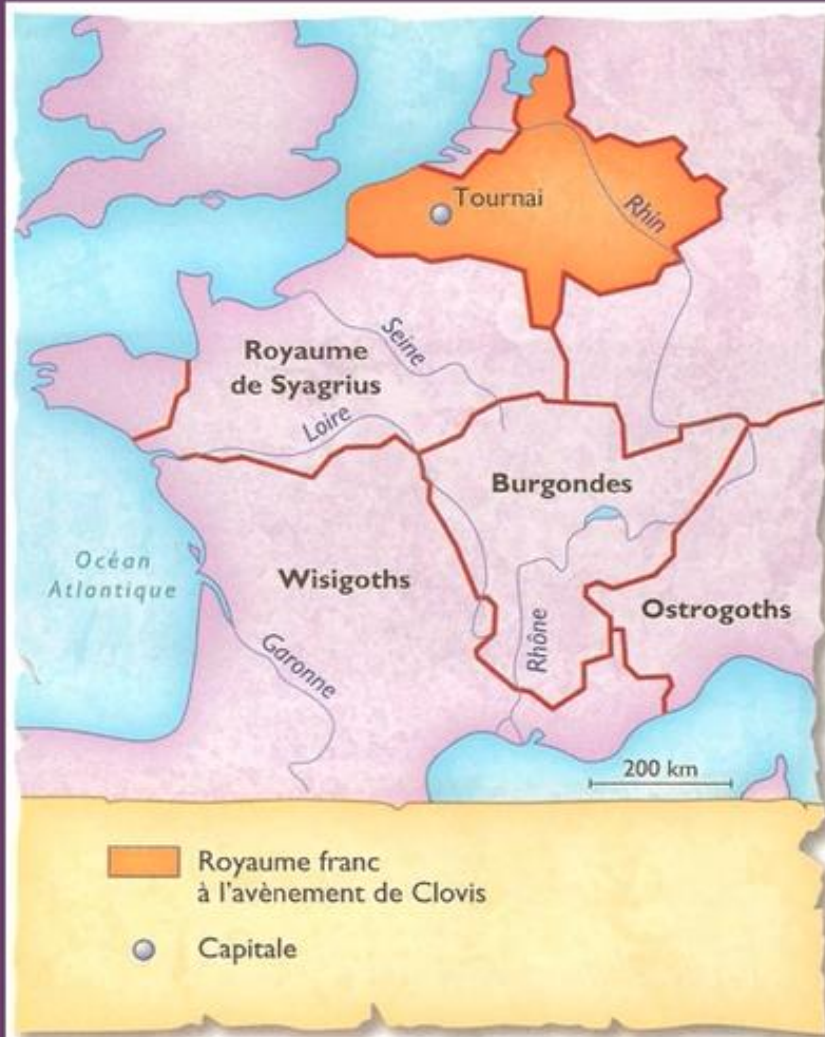 Tournai
Rhin
Seine
Royaume
de Syagrius
Loire
Burgondes
Océan
Atlantique
Wisigoths
Ostrogoths
Rhône
Garonne
200 km
Royaume franc
à l'avènement de Clovis
Capitale